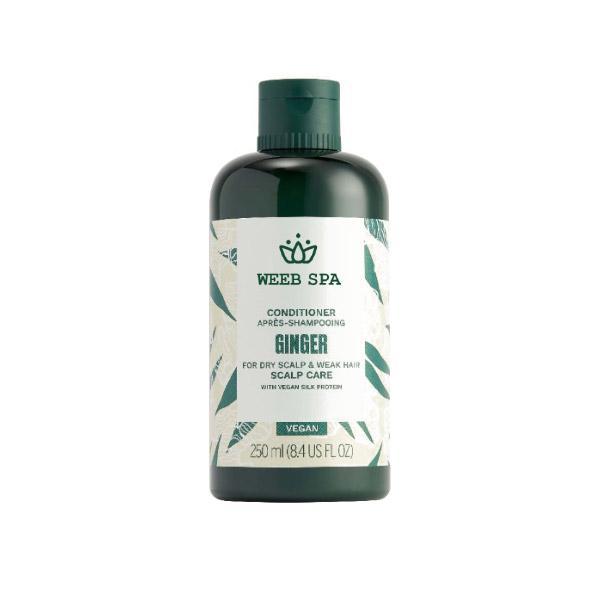 WEEB SPA
CONDITIONER
APRÈS-SHAMPOOING
GINGER
FOR DRY SCALP & WEAK HAIR
SCALP CARE
WITH VEGAN SILK PROTEIN
VEGAN
250 ml (8.4 US FL OZ)